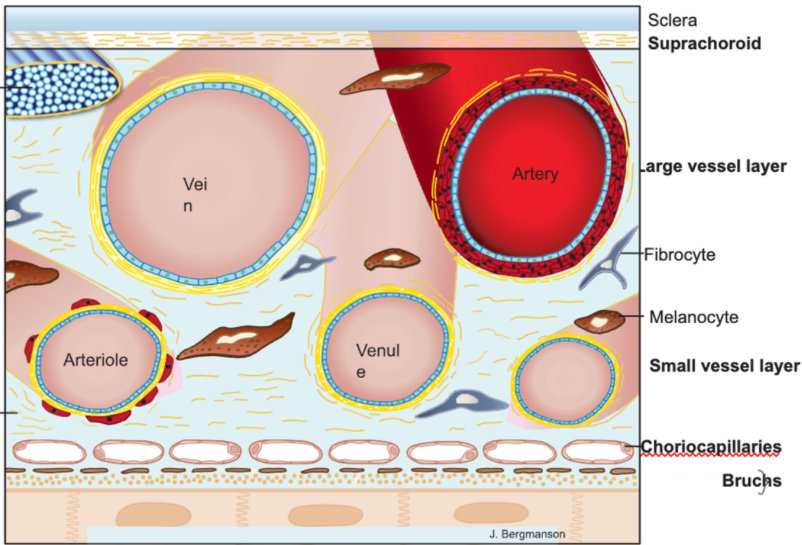 Sclera
Suprachoroid
Vei
n
Artery
arge vessel layer
Fibrocyte
Melanocyte
Arteriole
Venul
e
Small vessel layer
Choriocapillaries
Bruchs
J. Bergmanson